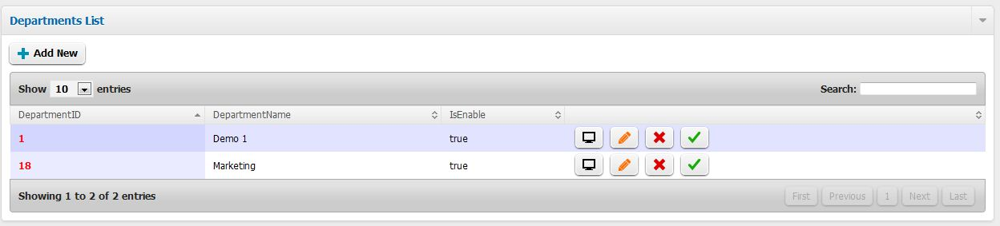 Departments List
Add New
Show 10 entries Search:
DepartmentID DepartmentName IsEnable
1 Demo 1 true
18 Marketing true
Showing 1 to 2 of 2 entries First Previous 1 Next Last